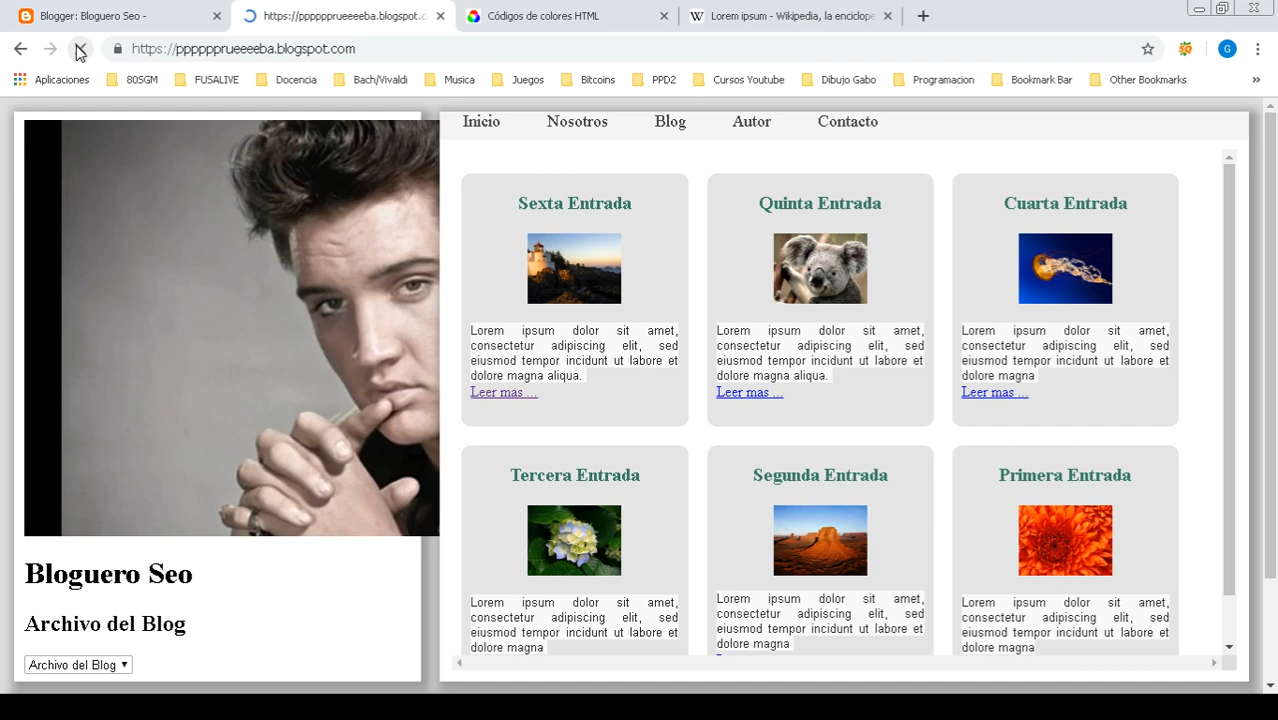 Blogger: Bloguero Seo -
https://pppppprueeeeba.blogspot.c
Códigos de colores HTML
Lorem ipsum - Wikipedia, la encicloped
https://pppppprueeeeba.blogspot.com
G
Aplicaciones
80SGM
FUSALIVE
Docencia
Bach/Vivaldi
Musica
Juegos
Bitcoins
PPD2
Cursos Youtube
Dibujo Gabo
Programacion
Bookmark Bar
Other Bookmarks
Inicio Nosotros Blog Autor Contacto
Bloguero Seo
Archivo del Blog
Archivo del Blog
Sexta Entrada
Lorem ipsum dolor sit amet,
consectetur adipiscing elit, sed
eiusmod tempor incidunt ut labore et
dolore magna aliqua.
Leer mas ...
Quinta Entrada
Lorem ipsum dolor sit amet,
consectetur adipiscing elit, sed
eiusmod tempor incidunt ut labore et
dolore magna aliqua.
Leer mas ...
Cuarta Entrada
Lorem ipsum dolor sit amet,
consectetur adipiscing elit, sed
eiusmod tempor incidunt ut labore et
dolore magna
Leer mas ...
Tercera Entrada
Lorem ipsum dolor sit amet,
consectetur adipiscing elit, sed
eiusmod tempor incidunt ut labore et
dolore magna
Segunda Entrada
Lorem ipsum dolor sit amet,
consectetur adipiscing elit, sed
eiusmod tempor incidunt ut labore et
dolore magna
Primera Entrada
Lorem ipsum dolor sit amet,
consectetur adipiscing elit, sed
eiusmod tempor incidunt ut labore et
dolore magna